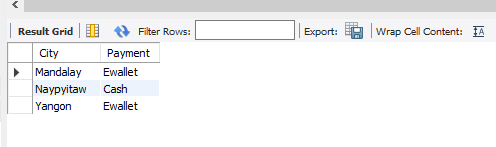 Result Grid Filter Rows: Export: Wrap Cell Content:
City Payment
Mandalay Ewallet
Naypyitaw Cash
Yangon Ewallet